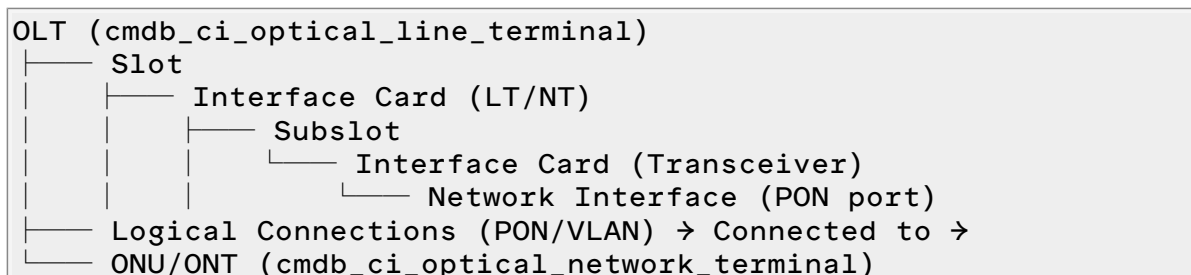 OLT (cmdb_ci_optical_line_terminal)
├── Slot
│   ├── Interface Card (LT/NT)
│   │   ├── Subslot
│   │   │   └── Interface Card (Transceiver)
│   │   │       └── Network Interface (PON port)
├── Logical Connections (PON/VLAN) → Connected to →
└── ONU/ONT (cmdb_ci_optical_network_terminal)